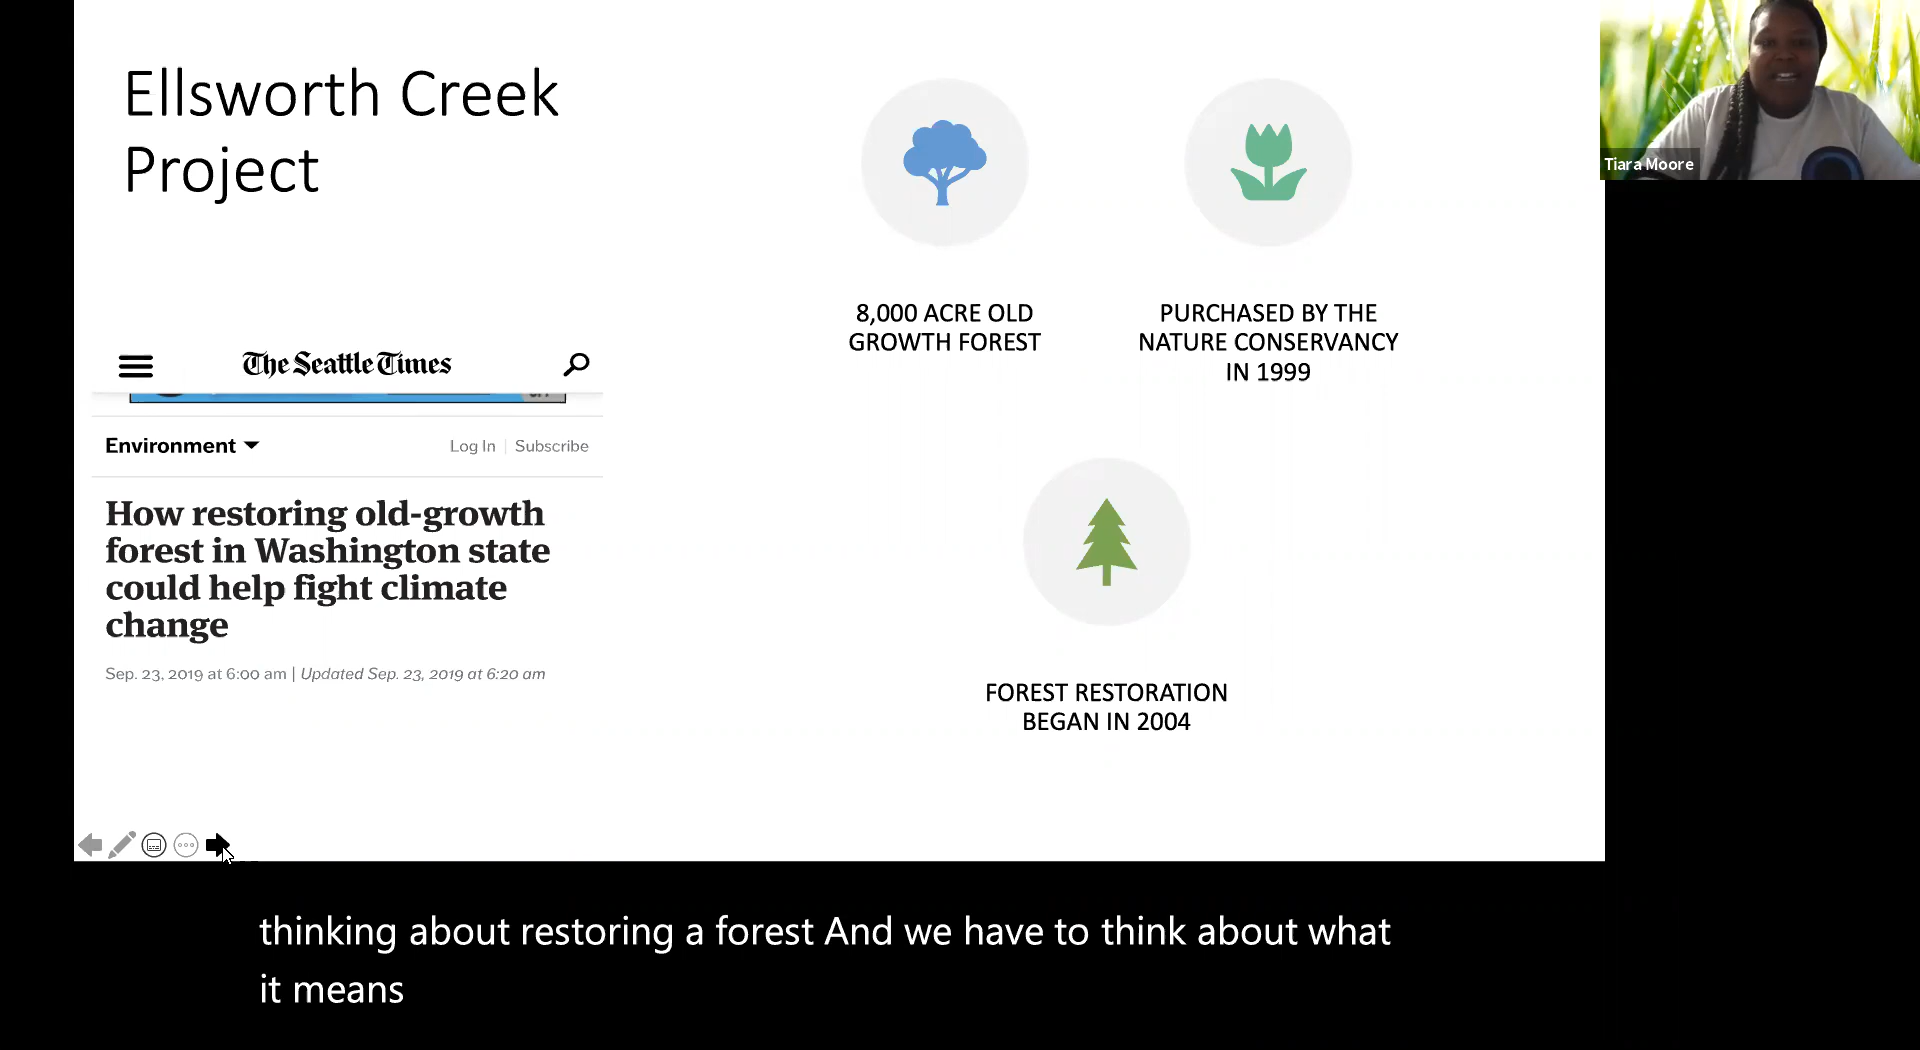 Ellsworth Creek
Project
8,000 ACRE OLD
GROWTH FOREST
PURCHASED BY THE
NATURE CONSERVANCY
IN 1999
FOREST RESTORATION
BEGAN IN 2004
The Seattle Times
Environment
Log In | Subscribe
How restoring old-growth
forest in Washington state
could help fight climate
change
Sep. 23, 2019 at 6:00 am | Updated Sep. 23, 2019 at 6:20 am
Tiara Moore
thinking about restoring a forest And we have to think about what
it means